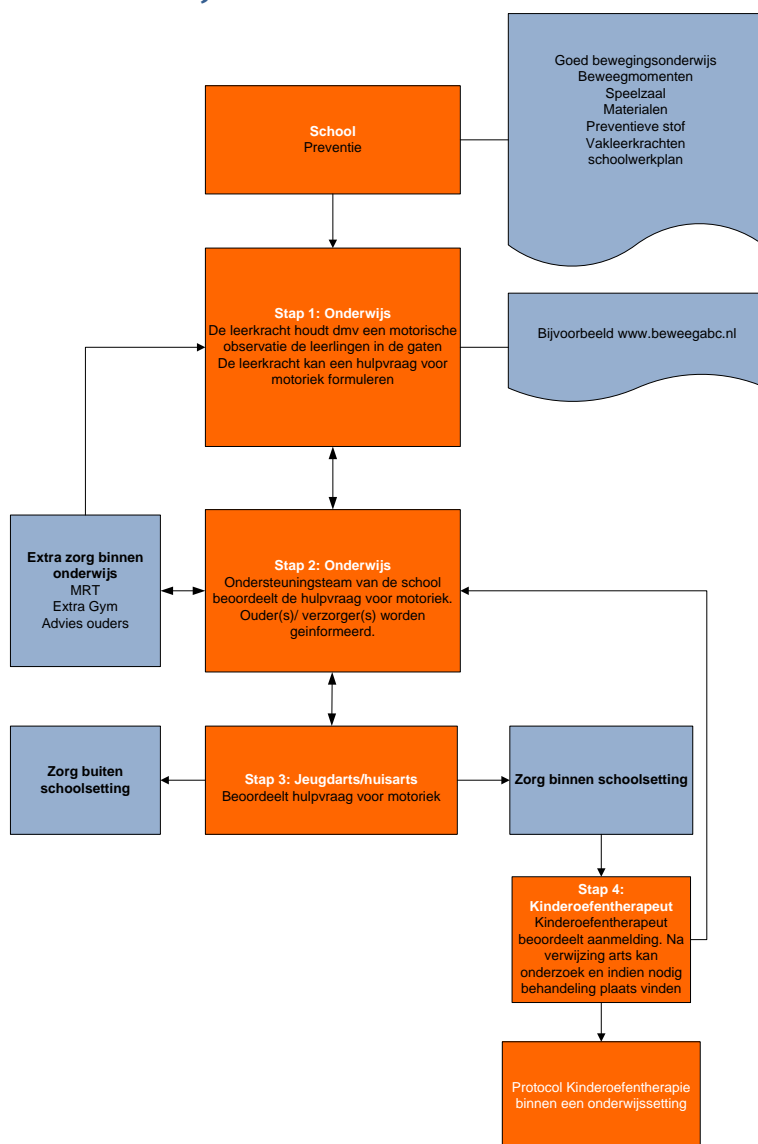 Goed bewegingsonderwijs
Beweegmomenten
Speelzaal
Materialen
Preventieve stof
Vakleerkrachten
schoolwerkplan
School
Preventie
Stap 1: Onderwijs
De leerkracht houdt dmv een motorische
observatie de leerlingen in de gaten
De leerkracht kan een hulpvraag voor
motoriek formuleren
Bijvoorbeeld www.beweegabc.nl
Extra zorg binnen
onderwijs
MRT
Extra Gym
Advies ouders
Stap 2: Onderwijs
Ondersteuningsteam van de school
beoordeelt de hulpvraag voor motoriek.
Ouder(s)/ verzorger(s) worden
geinformeerd.
Zorg buiten
schoolsetting
Stap 3: Jeugdarts/huisarts
Beoordeelt hulpvraag voor motoriek
Zorg binnen schoolsetting
Stap 4:
Kinderoefentherapeut
Kinderoefentherapeut
beoordeelt aanmelding. Na
verwijzing arts kan
onderzoek en indien nodig
behandeling plaats vinden
Protocol Kinderoefentherapie
binnen een onderwijssetting